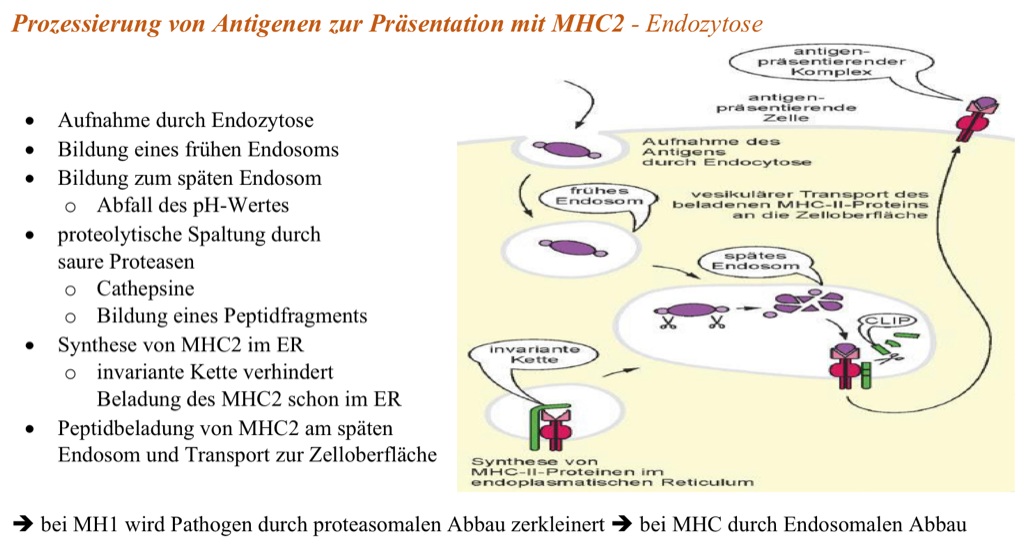 Prozessierung von Antigenen zur Präsentation mit MHC2 - Endozytose
• Aufnahme durch Endozytose
• Bildung eines frühen Endosoms
• Bildung zum späten Endosom
o Abfall des pH-Wertes
• proteolytische Spaltung durch
saure Proteasen
o Cathepsine
o Bildung eines Peptidfragments
• Synthese von MHC2 im ER
o invariante Kette verhindert
Beladung des MHC2 schon im ER
• Peptidbeladung von MHC2 am späten
Endosom und Transport zur Zelloberfläche
antigen-
präsentierender
Komplex
antigen-
präsentierende
Zelle
Aufnahme des
Antigens
durch Endocytose
frühes
Endosom
vesikulärer Transport des
beladenen MHC-II-Proteins
an die Zelloberfläche
spätes
Endosom
CLIP
invariante
Kette
Synthese von
MHC-II-Proteinen im
endoplasmatischen Reticulum
➔ bei MH1 wird Pathogen durch proteasomalen Abbau zerkleinert ➔ bei MHC durch Endosomalen Abbau